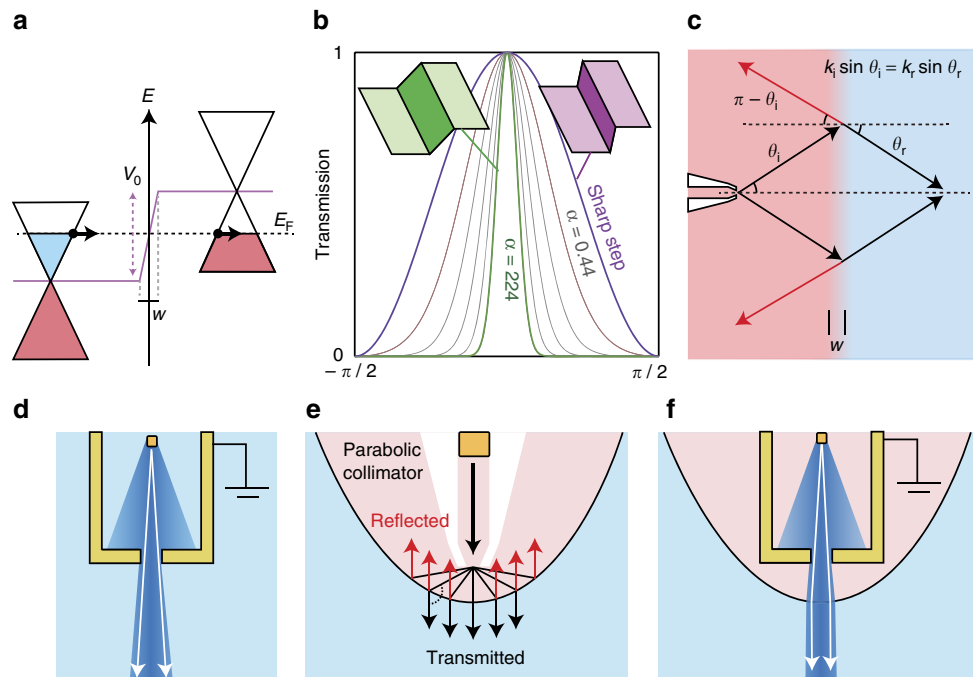 a
E
V₀
E_F
w
b
1
Transmission
Sharp step
α = 0.44
α = 224
0
− π / 2
π / 2
c
kᵢ sin θᵢ = kᵣ sin θᵣ
π − θᵢ
θᵢ
θᵣ
w
d
e
Parabolic
collimator
Reflected
Transmitted
f